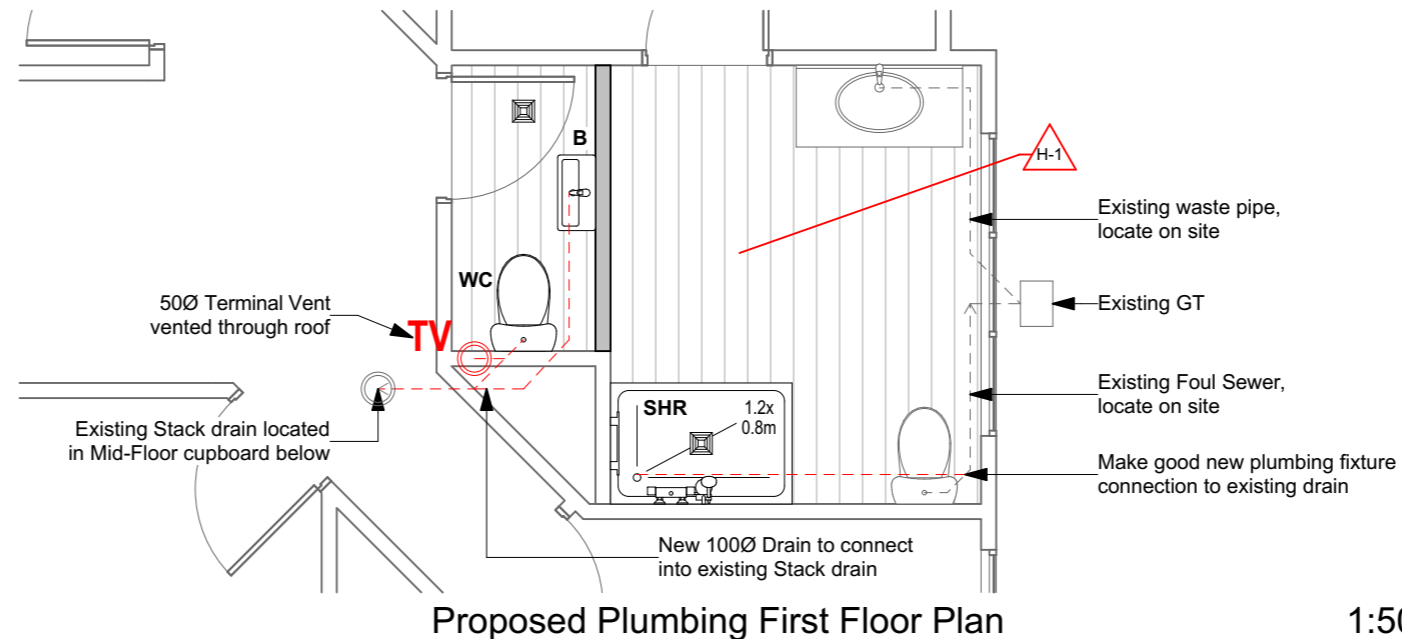 B
H-1
Existing waste pipe,
locate on site
WC
50Ø Terminal Vent
vented through roof
TV
Existing GT
Existing Foul Sewer,
locate on site
SHR
1.2x
0.8m
Existing Stack drain located
in Mid-Floor cupboard below
Make good new plumbing fixture
connection to existing drain
New 100Ø Drain to connect
into existing Stack drain
Proposed Plumbing First Floor Plan
1:50